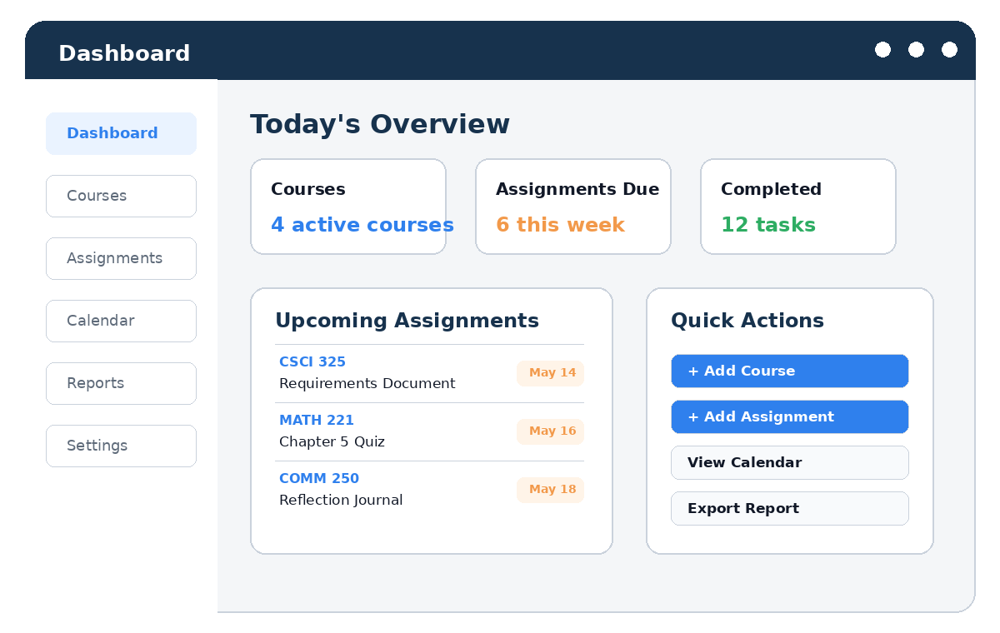 Dashboard
Dashboard
Courses
Assignments
Calendar
Reports
Settings
Today's Overview
Courses
4 active courses
Assignments Due
6 this week
Completed
12 tasks
Upcoming Assignments
CSCI 325
Requirements Document
May 14
MATH 221
Chapter 5 Quiz
May 16
COMM 250
Reflection Journal
May 18
Quick Actions
+ Add Course
+ Add Assignment
View Calendar
Export Report